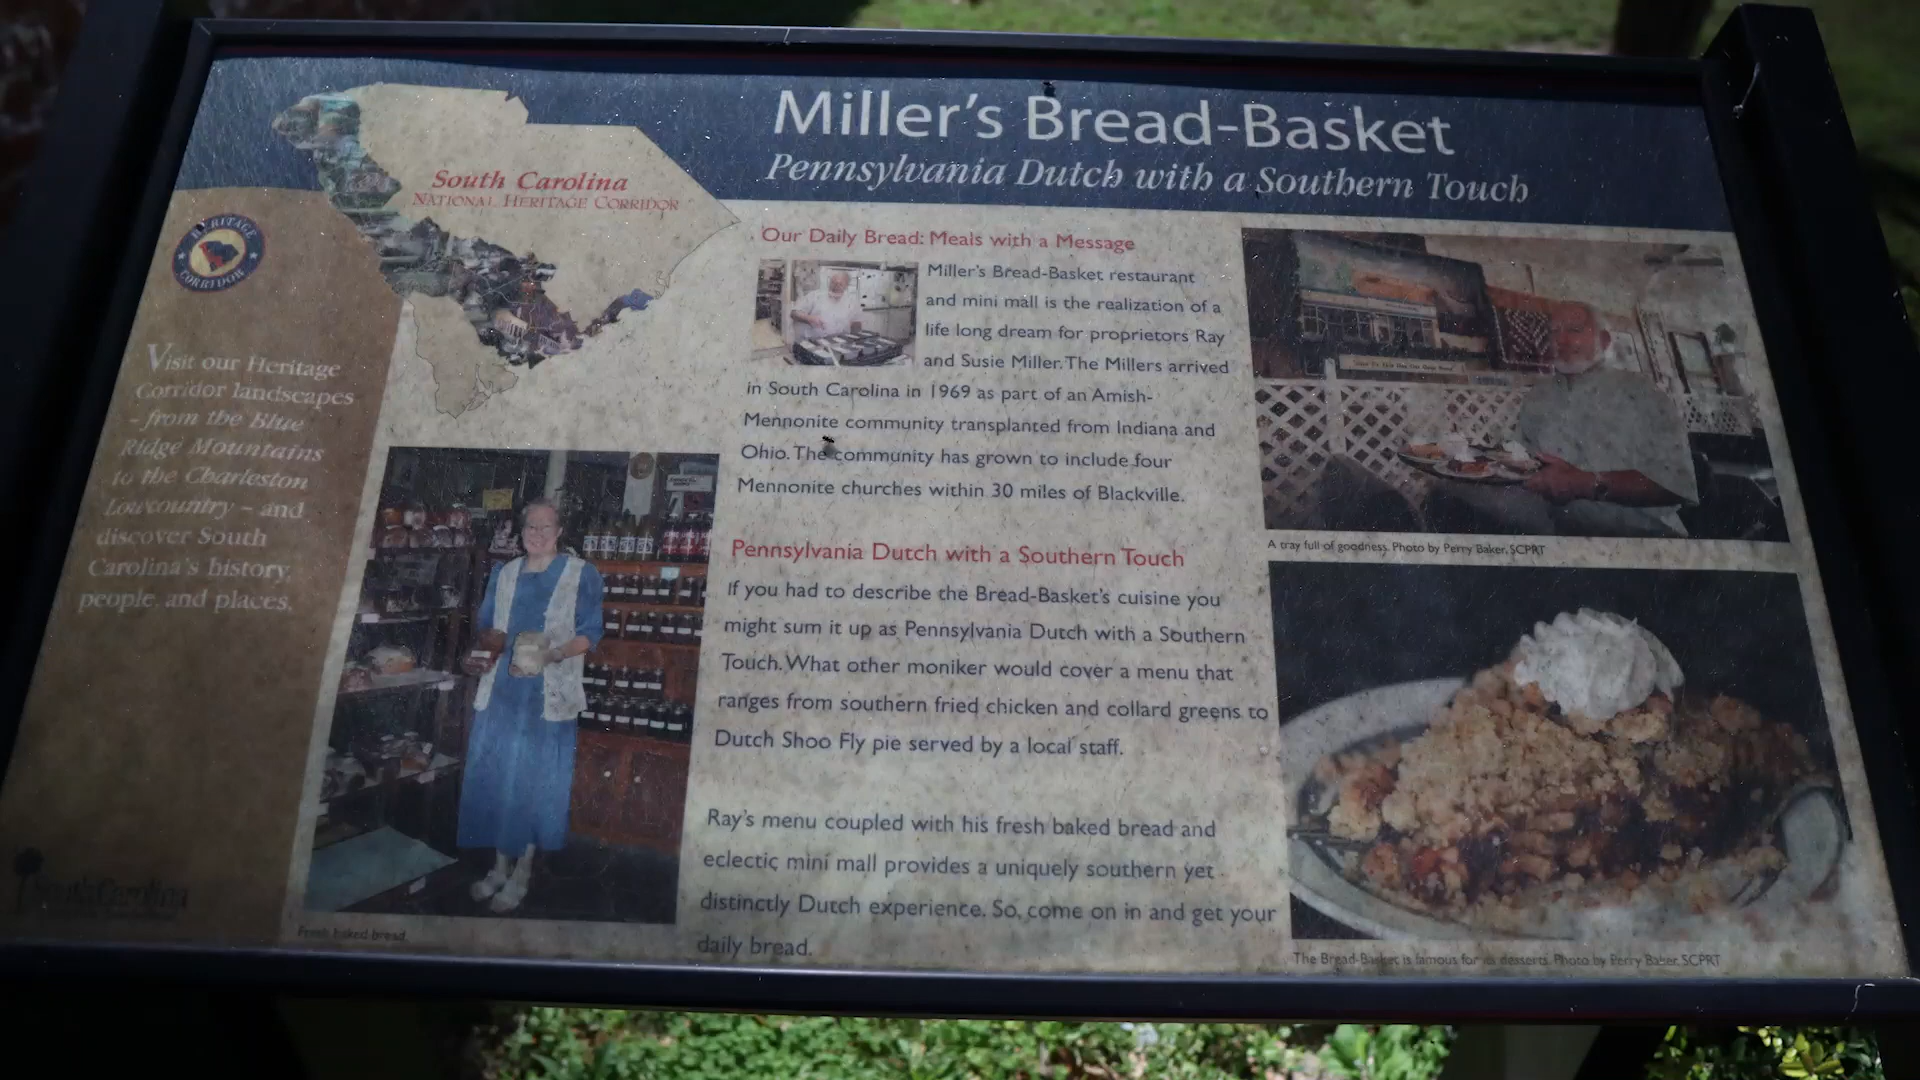 Miller's Bread-Basket
Pennsylvania Dutch with a Southern Touch
South Carolina
NATIONAL HERITAGE CORRIDOR
HERITAGE
CORRIDOR
Visit our Heritage
Corridor landscapes
- from the Blue
Ridge Mountains
to the Charleston
Lowcountry - and
discover South
Carolina's history,
people, and places.
South Carolina
Fresh baked bread.
Our Daily Bread: Meals with a Message
Miller's Bread-Basket restaurant
and mini mall is the realization of a
life long dream for proprietors Ray
and Susie Miller. The Millers arrived
in South Carolina in 1969 as part of an Amish-
Mennonite community transplanted from Indiana and
Ohio. The community has grown to include four
Mennonite churches within 30 miles of Blackville.
Pennsylvania Dutch with a Southern Touch
If you had to describe the Bread-Basket's cuisine you
might sum it up as Pennsylvania Dutch with a Southern
Touch. What other moniker would cover a menu that
ranges from southern fried chicken and collard greens to
Dutch Shoo Fly pie served by a local staff.
Ray's menu coupled with his fresh baked bread and
eclectic mini mall provides a uniquely southern yet
distinctly Dutch experience. So, come on in and get your
daily bread.
A tray full of goodness. Photo by Perry Baker, SCPRT
The Bread-Basket is famous for its desserts. Photo by Perry Baker, SCPRT